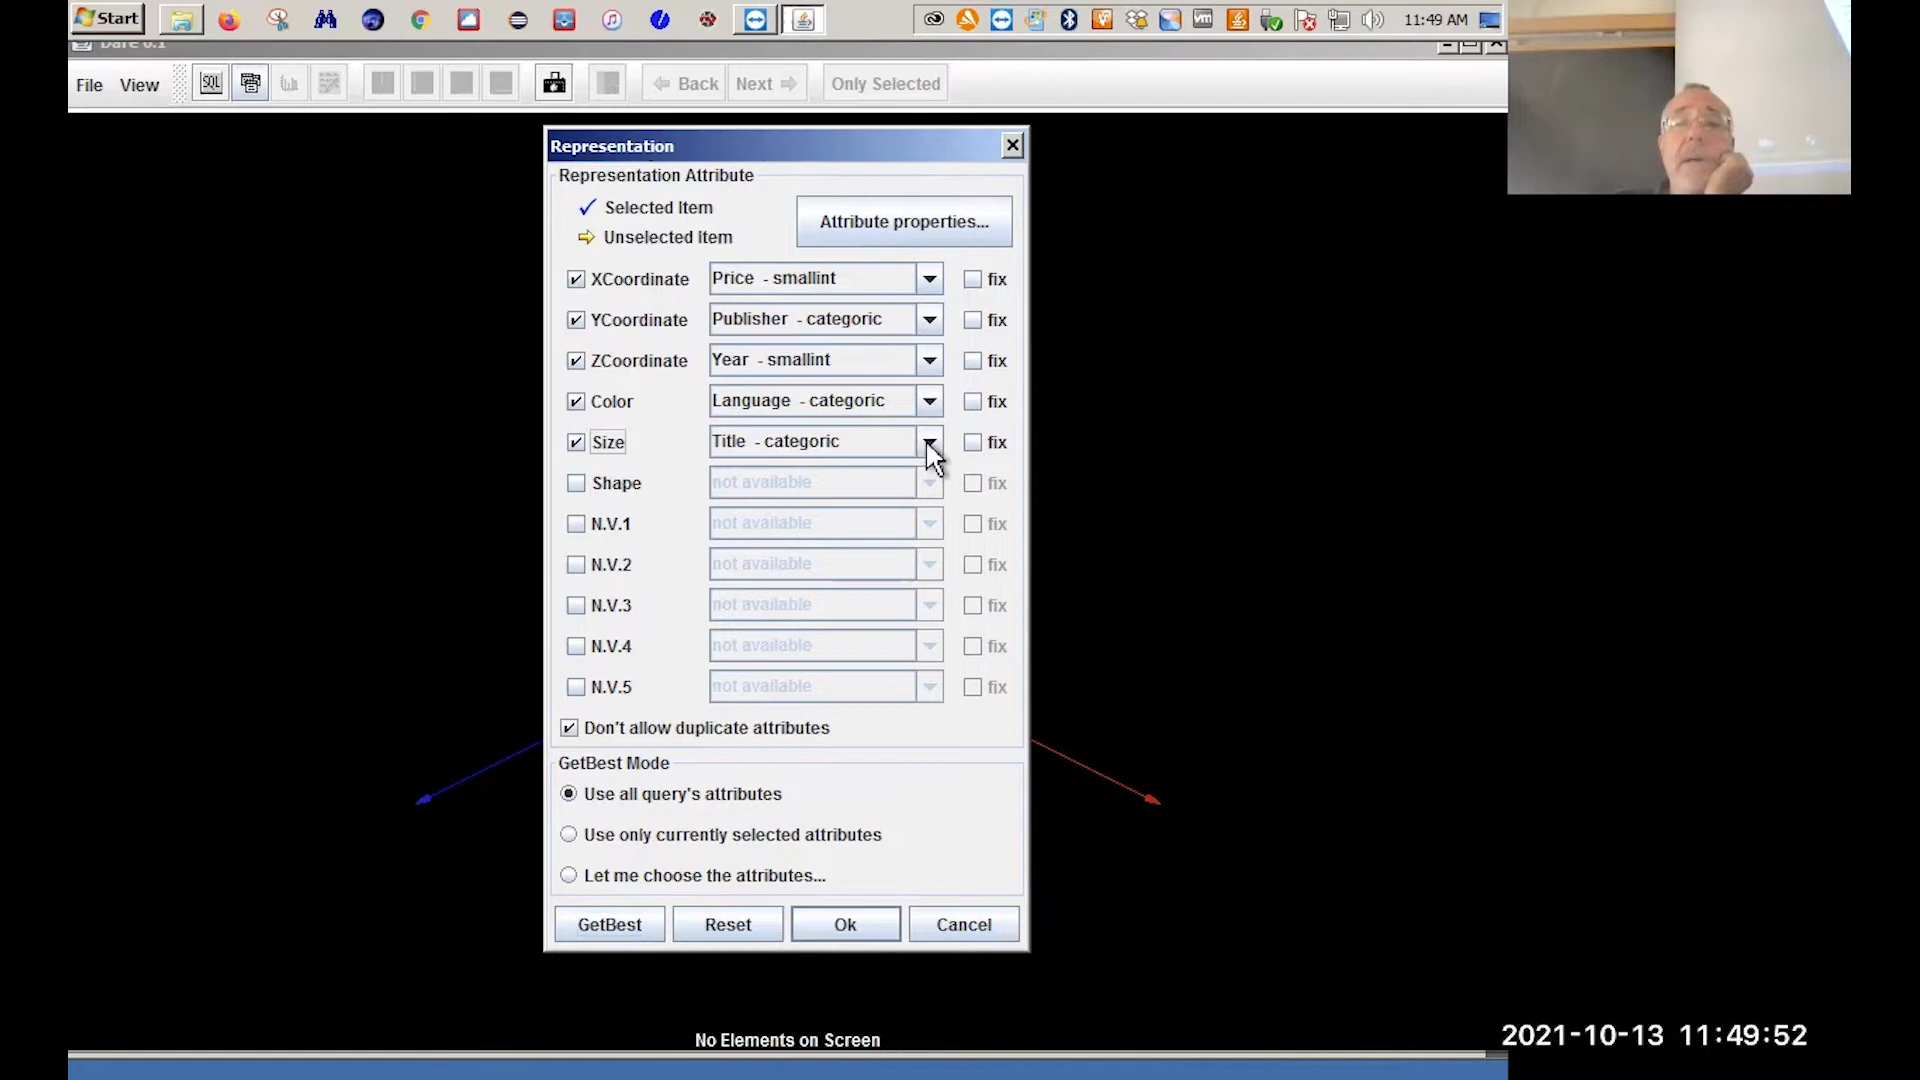 Start
11:49 AM
Dare 0.1
File View SQL Back Next Only Selected
Representation
Representation Attribute
Selected Item
Attribute properties...
Unselected Item
XCoordinate Price - smallint fix
YCoordinate Publisher - categoric fix
ZCoordinate Year - smallint fix
Color Language - categoric fix
Size Title - categoric fix
Shape not available fix
N.V.1 not available fix
N.V.2 not available fix
N.V.3 not available fix
N.V.4 not available fix
N.V.5 not available fix
Don't allow duplicate attributes
GetBest Mode
Use all query's attributes
Use only currently selected attributes
Let me choose the attributes...
GetBest Reset Ok Cancel
No Elements on Screen
2021-10-13 11:49:52